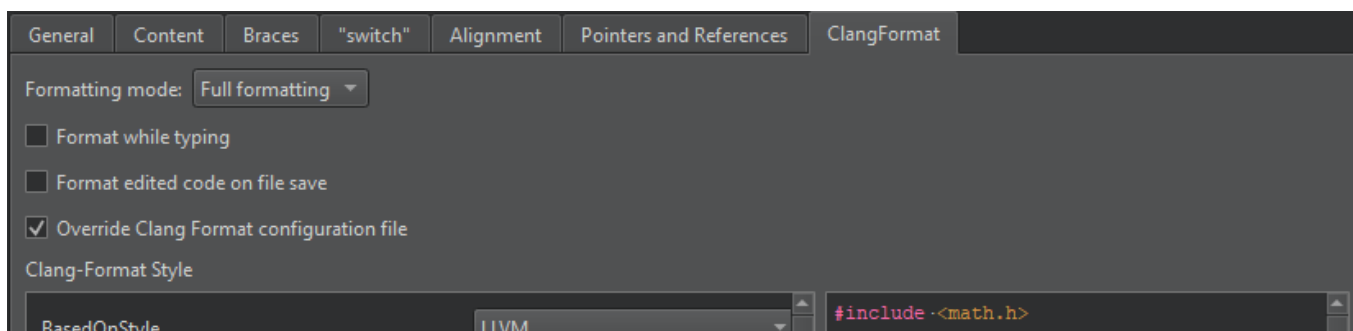 General Content Braces "switch" Alignment Pointers and References ClangFormat
Formatting mode: Full formatting
Format while typing
Format edited code on file save
Override Clang Format configuration file
Clang-Format Style
BasedOnStyle LLVM #include·<math.h>